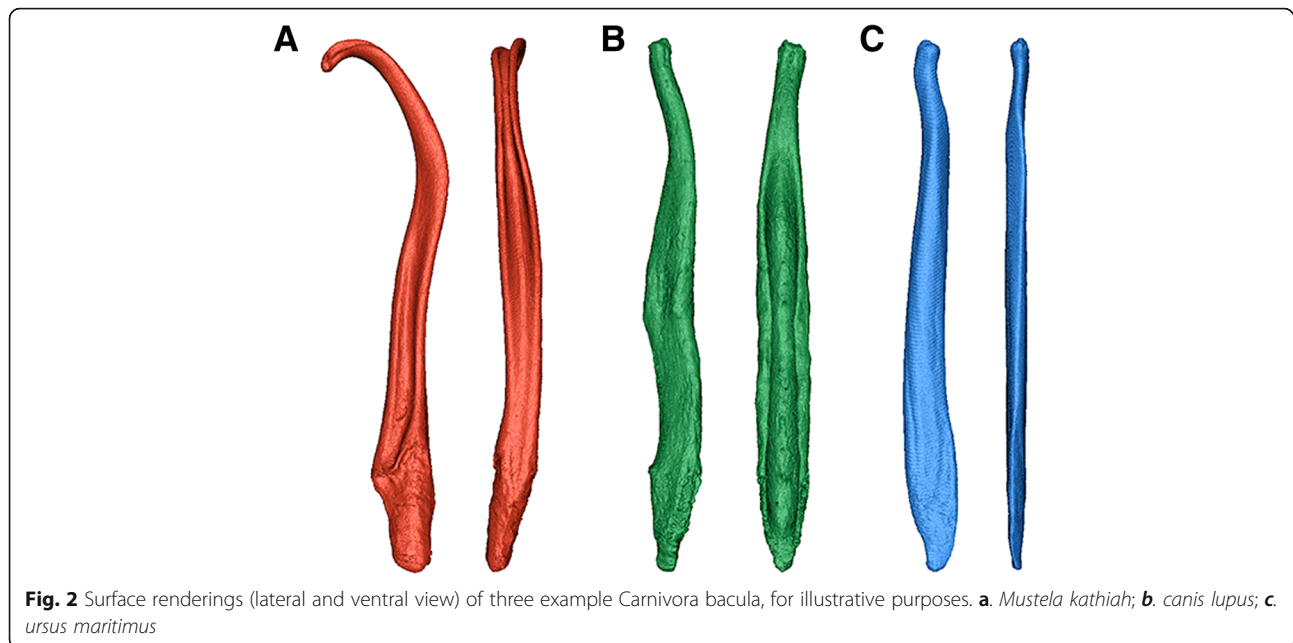 A B C
Fig. 2 Surface renderings (lateral and ventral view) of three example Carnivora bacula, for illustrative purposes. a. Mustela kathiah; b. canis lupus; c.
ursus maritimus